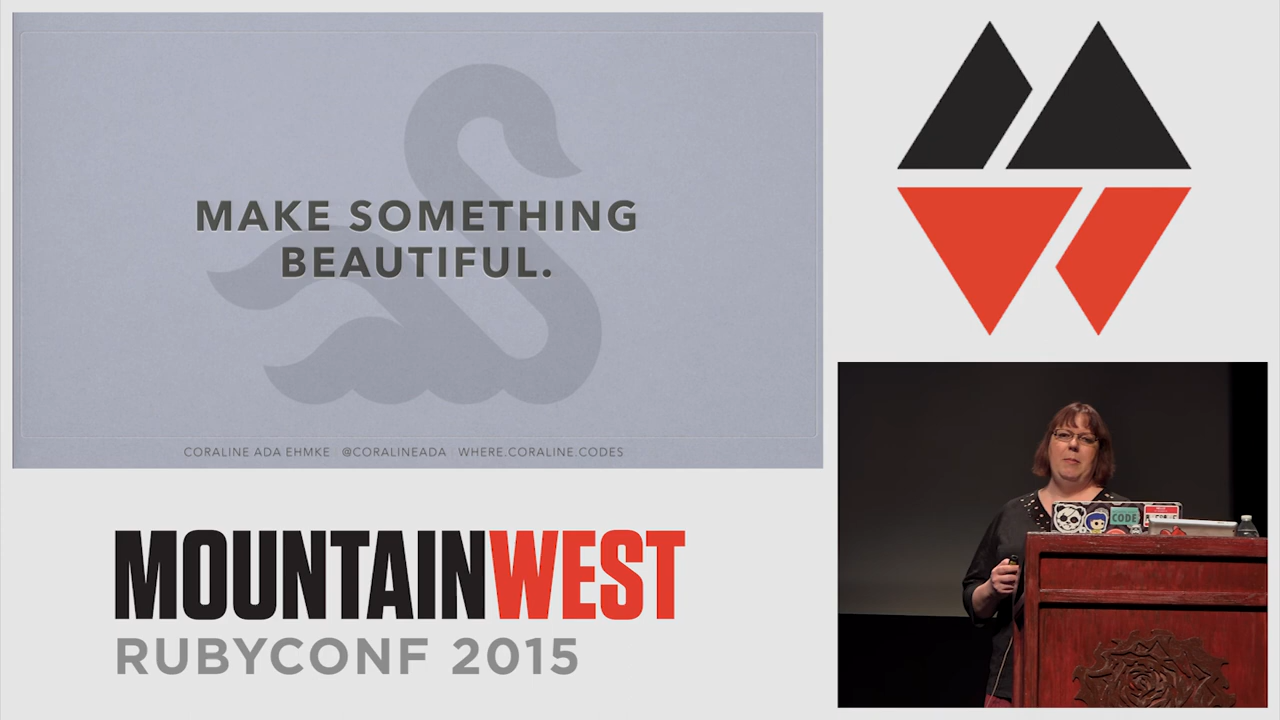 MAKE SOMETHING
BEAUTIFUL.
CORALINE ADA EHMKE | @CORALINEADA | WHERE.CORALINE.CODES
CODE
MOUNTAINWEST
RUBYCONF 2015